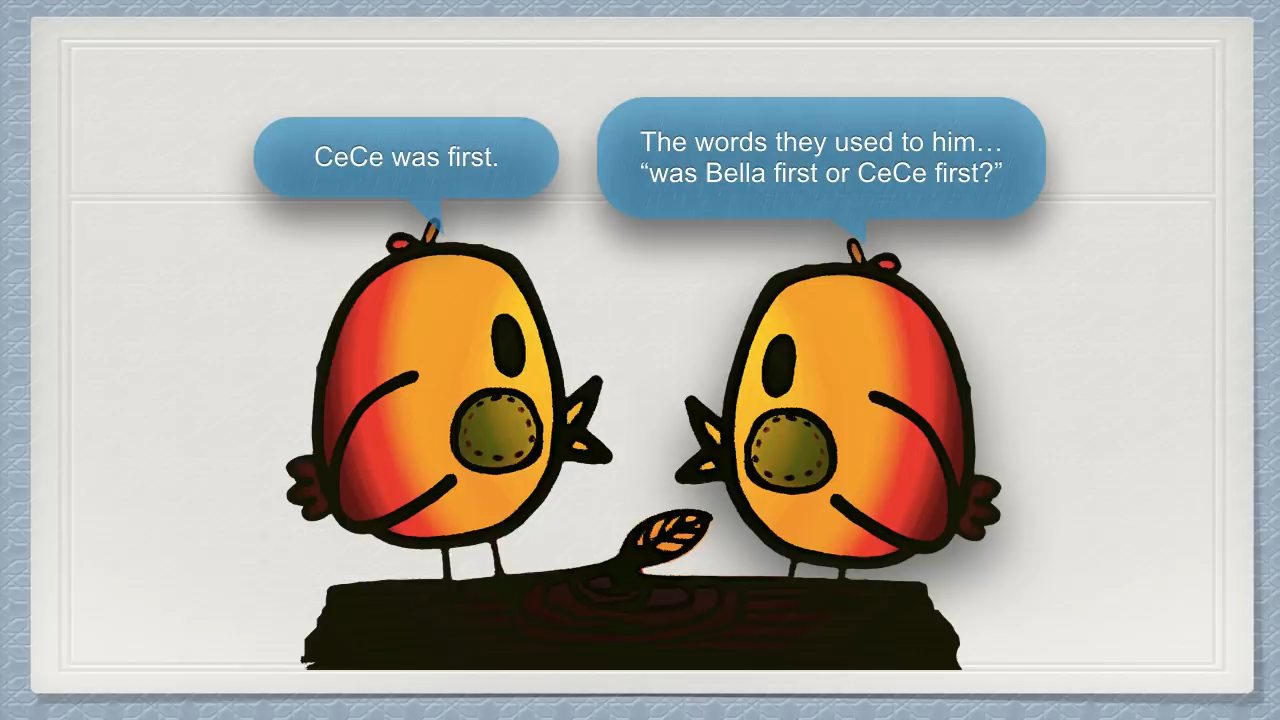 CeCe was first.
The words they used to him…
“was Bella first or CeCe first?”